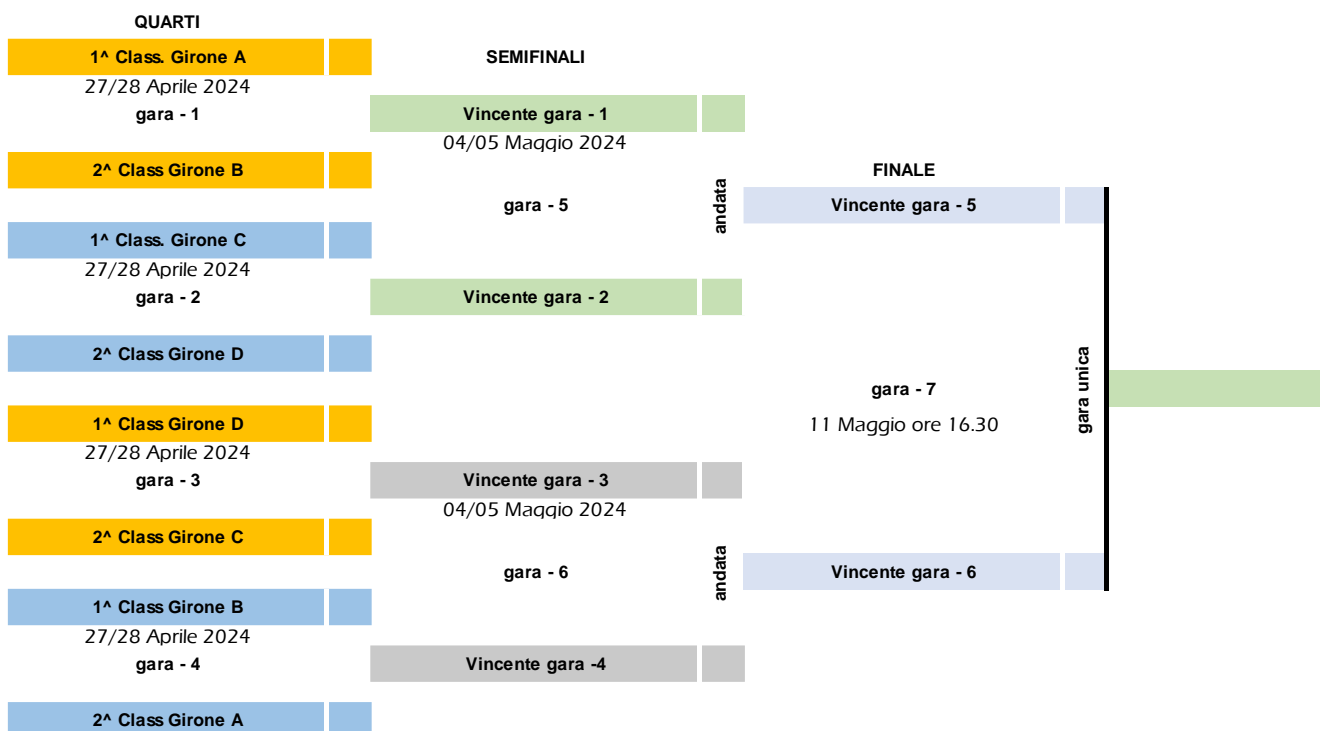 QUARTI
1^ Class. Girone A
27/28 Aprile 2024
gara - 1
2^ Class Girone B
1^ Class. Girone C
27/28 Aprile 2024
gara - 2
2^ Class Girone D
1^ Class Girone D
27/28 Aprile 2024
gara - 3
2^ Class Girone C
1^ Class Girone B
27/28 Aprile 2024
gara - 4
2^ Class Girone A
SEMIFINALI
Vincente gara - 1
04/05 Maggio 2024
gara - 5
andata
Vincente gara - 2
Vincente gara - 3
04/05 Maggio 2024
gara - 6
andata
Vincente gara -4
FINALE
Vincente gara - 5
gara - 7
11 Maggio ore 16.30
gara unica
Vincente gara - 6